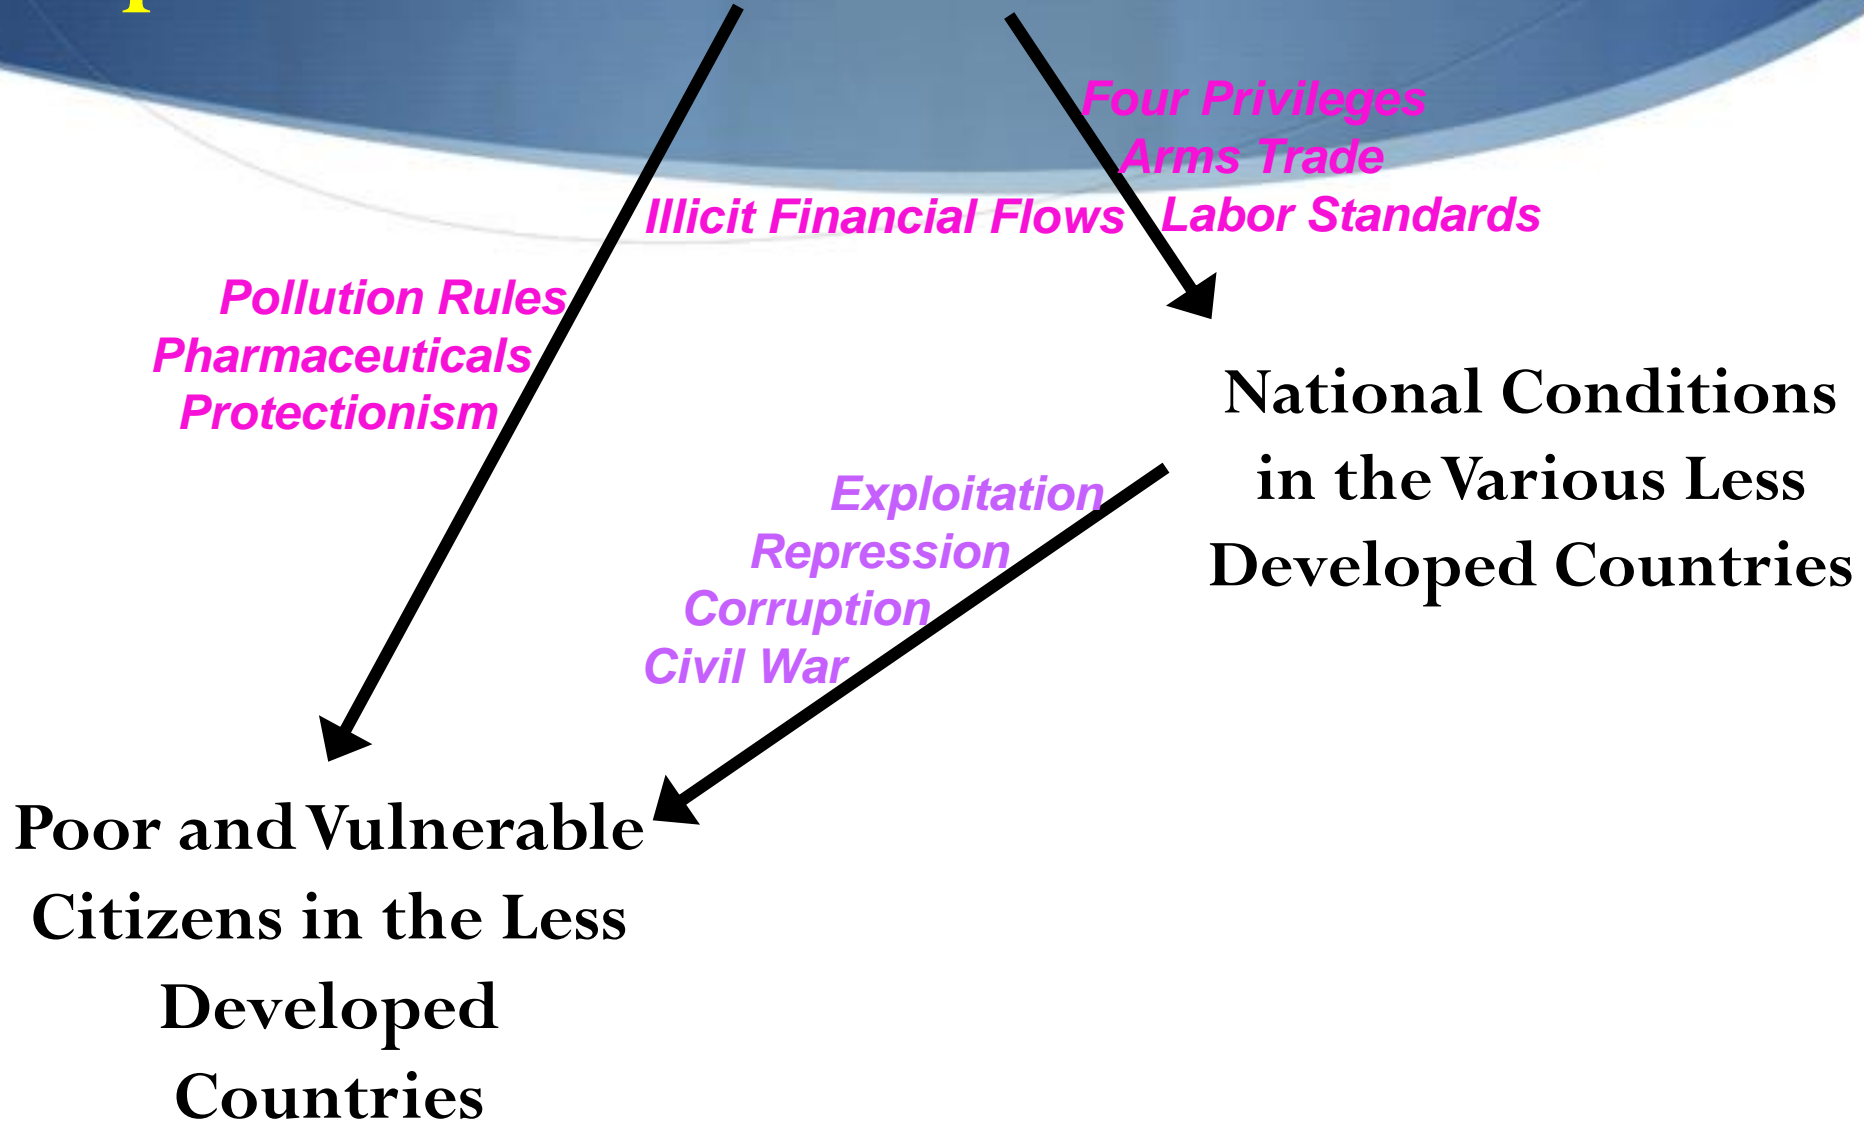 Four Privileges
Arms Trade
Illicit Financial Flows Labor Standards
Pollution Rules
Pharmaceuticals
Protectionism
National Conditions
in the Various Less
Developed Countries
Exploitation
Repression
Corruption
Civil War
Poor and Vulnerable
Citizens in the Less
Developed
Countries